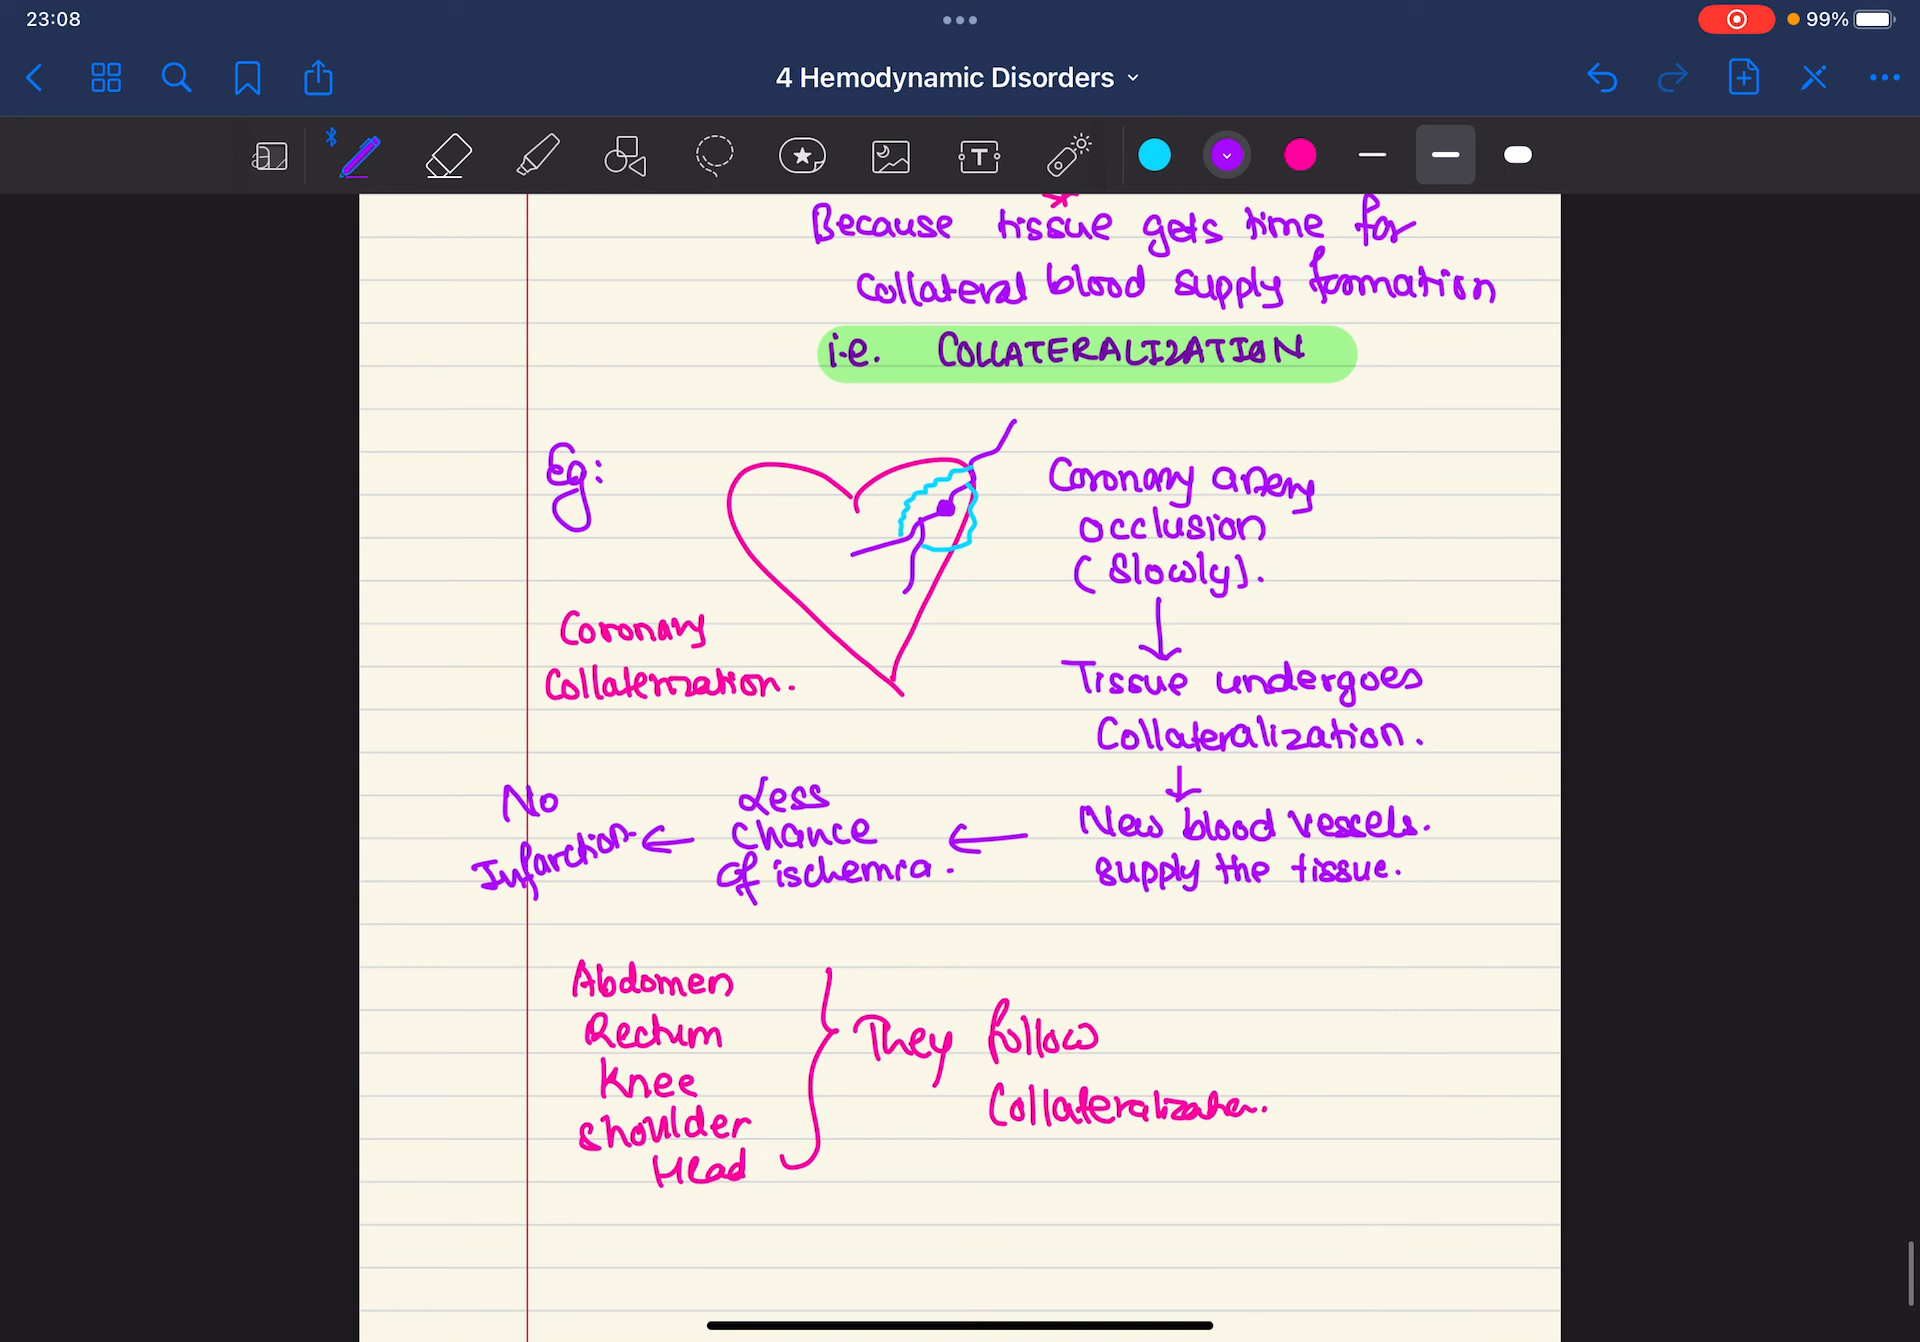 23:08
99%
4 Hemodynamic Disorders
T
Because tissue gets time for
Collateral blood supply formation
i.e. COLLATERALIZATION
Eg:
Coronary artery
occlusion
(Slowly).
Coronary
Collaterization.
Tissue undergoes
Collateralization.
New blood vessels.
supply the tissue.
Less
chance
of ischemia.
No
Infarction.
Abdomen
Rectum
Knee
Shoulder
Head
They follow
Collateralization.